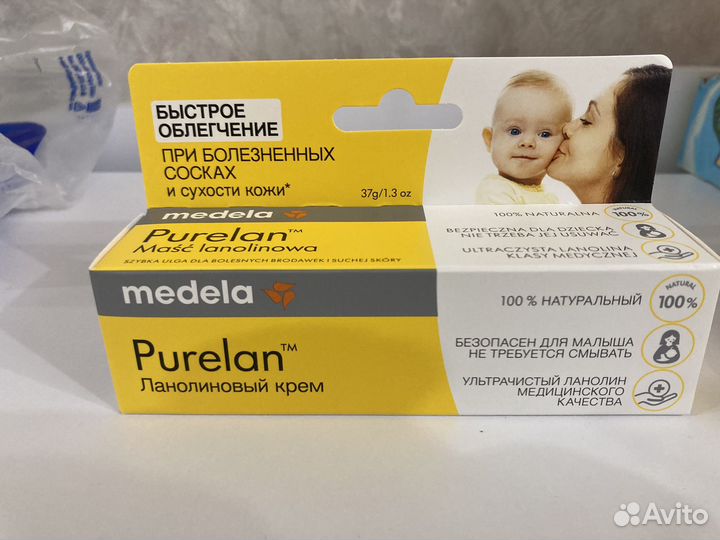 БЫСТРОЕ
ОБЛЕГЧЕНИЕ
ПРИ БОЛЕЗНЕННЫХ
СОСКАХ
и сухости кожи*
37g/1.3 oz
medela
Purelan™
Maść lanolinowa
SZYBKA ULGA DLA BOLESNYCH BRODAWEK I SUCHEJ SKÓRY
100% NATURALNA
100%
BEZPIECZNA DLA DZIECKA,
NIE TRZEBA JEJ USUWAĆ
ULTRACZYSTA LANOLINA
KLASY MEDYCZNEJ
medela
Purelan™
Ланолиновый крем
100 % НАТУРАЛЬНЫЙ
NATURAL
100%
БЕЗОПАСЕН ДЛЯ МАЛЫША
НЕ ТРЕБУЕТСЯ СМЫВАТЬ
УЛЬТРАЧИСТЫЙ ЛАНОЛИН
МЕДИЦИНСКОГО
КАЧЕСТВА
Avito